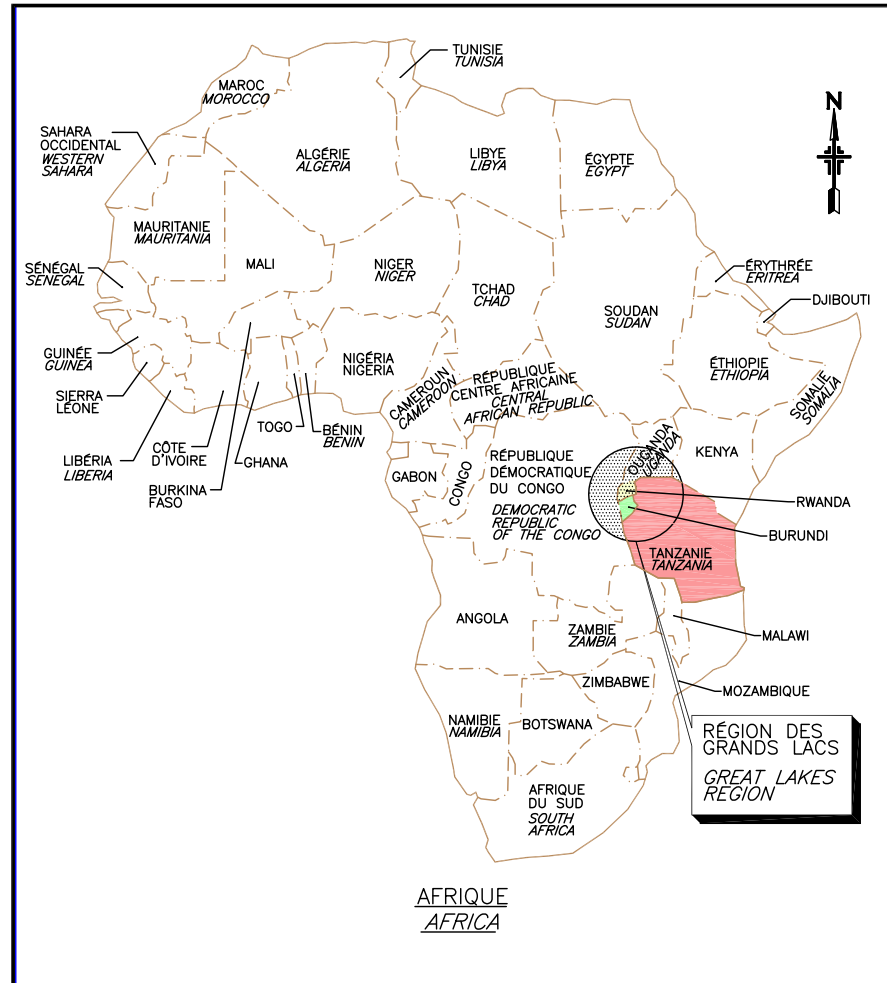 TUNISIE
TUNISIA
MAROC
MOROCCO
N
SAHARA
OCCIDENTAL
WESTERN
SAHARA
ALGÉRIE
ALGERIA
LIBYE
LIBYA
ÉGYPTE
EGYPT
MAURITANIE
MAURITANIA
MALI
NIGER
NIGER
TCHAD
CHAD
SOUDAN
SUDAN
ÉRYTHRÉE
ERITREA
DJIBOUTI
SÉNÉGAL
SENEGAL
GUINÉE
GUINEA
SIERRA
LÉONE
LIBÉRIA
LIBERIA
CÔTE
D'IVOIRE
BURKINA
FASO
GHANA
TOGO
BÉNIN
BENIN
NIGÉRIA
NIGERIA
CAMEROUN
CAMEROON
RÉPUBLIQUE
CENTRE AFRICAINE
CENTRAL
AFRICAN REPUBLIC
ÉTHIOPIE
ETHIOPIA
SOMALIE
SOMALIA
OUGANDA
UGANDA
KENYA
GABON
CONGO
RÉPUBLIQUE
DÉMOCRATIQUE
DU CONGO
DEMOCRATIC
REPUBLIC
OF THE CONGO
RWANDA
BURUNDI
TANZANIE
TANZANIA
ANGOLA
ZAMBIE
ZAMBIA
MALAWI
ZIMBABWE
MOZAMBIQUE
NAMIBIE
NAMIBIA
BOTSWANA
RÉGION DES
GRANDS LACS
GREAT LAKES
REGION
AFRIQUE
DU SUD
SOUTH
AFRICA
AFRIQUE
AFRICA